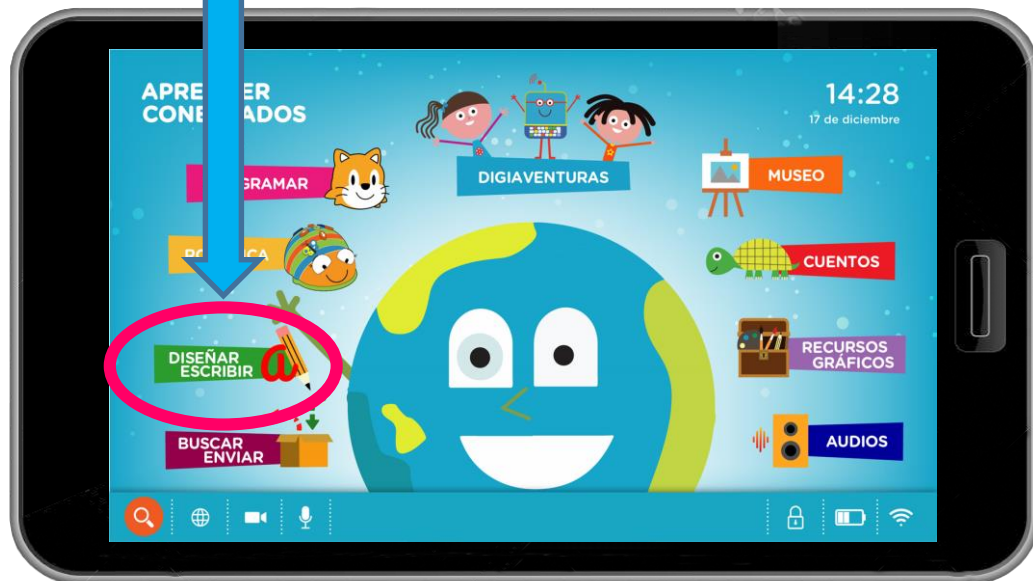 14:28
17 de diciembre
DIGIAVENTURAS
MUSEO
CUENTOS
DISEÑAR
ESCRIBIR
RECURSOS
GRÁFICOS
BUSCAR
ENVIAR
AUDIOS